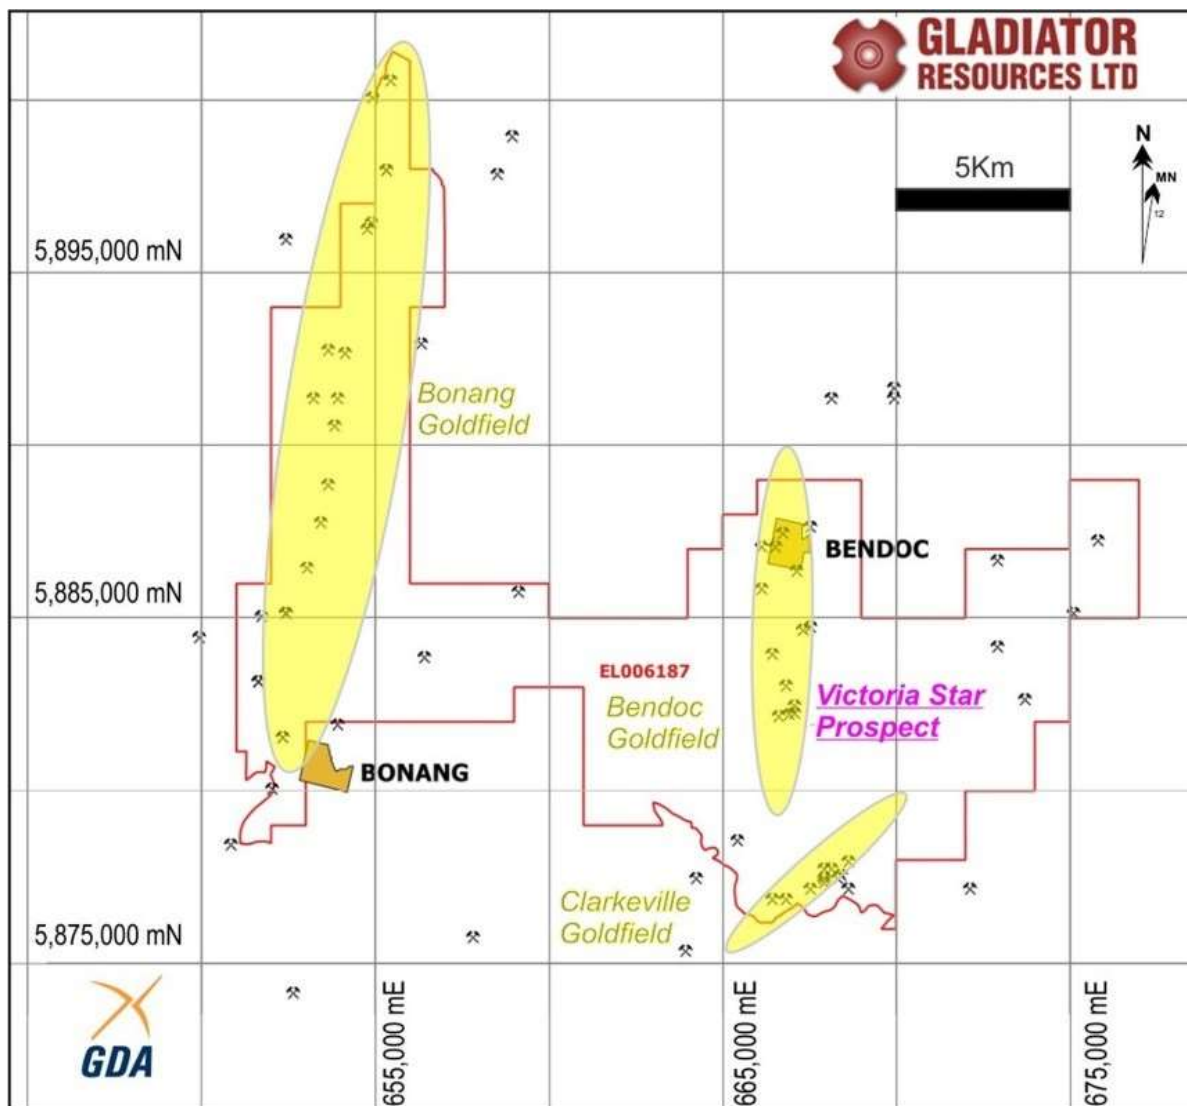 GLADIATOR
RESOURCES LTD
5Km
N
MN
12
5,895,000 mN
Bonang
Goldfield
BENDOC
5,885,000 mN
EL006187
Bendoc
Goldfield
Victoria Star
Prospect
BONANG
Clarkeville
Goldfield
5,875,000 mN
GDA
655,000 mE
665,000 mE
675,000 mE